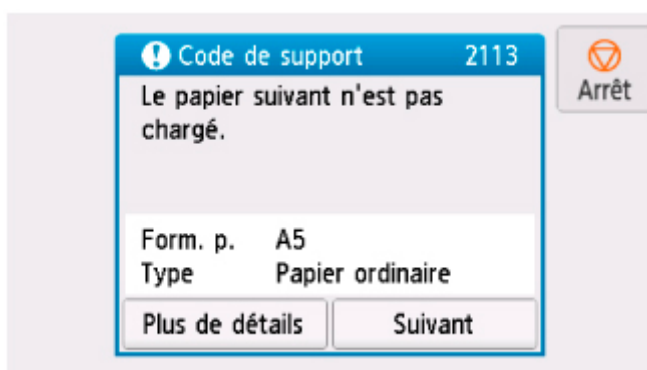 Code de support 2113
Arrêt
Le papier suivant n'est pas
chargé.
Form. p. A5
Type Papier ordinaire
Plus de détails Suivant